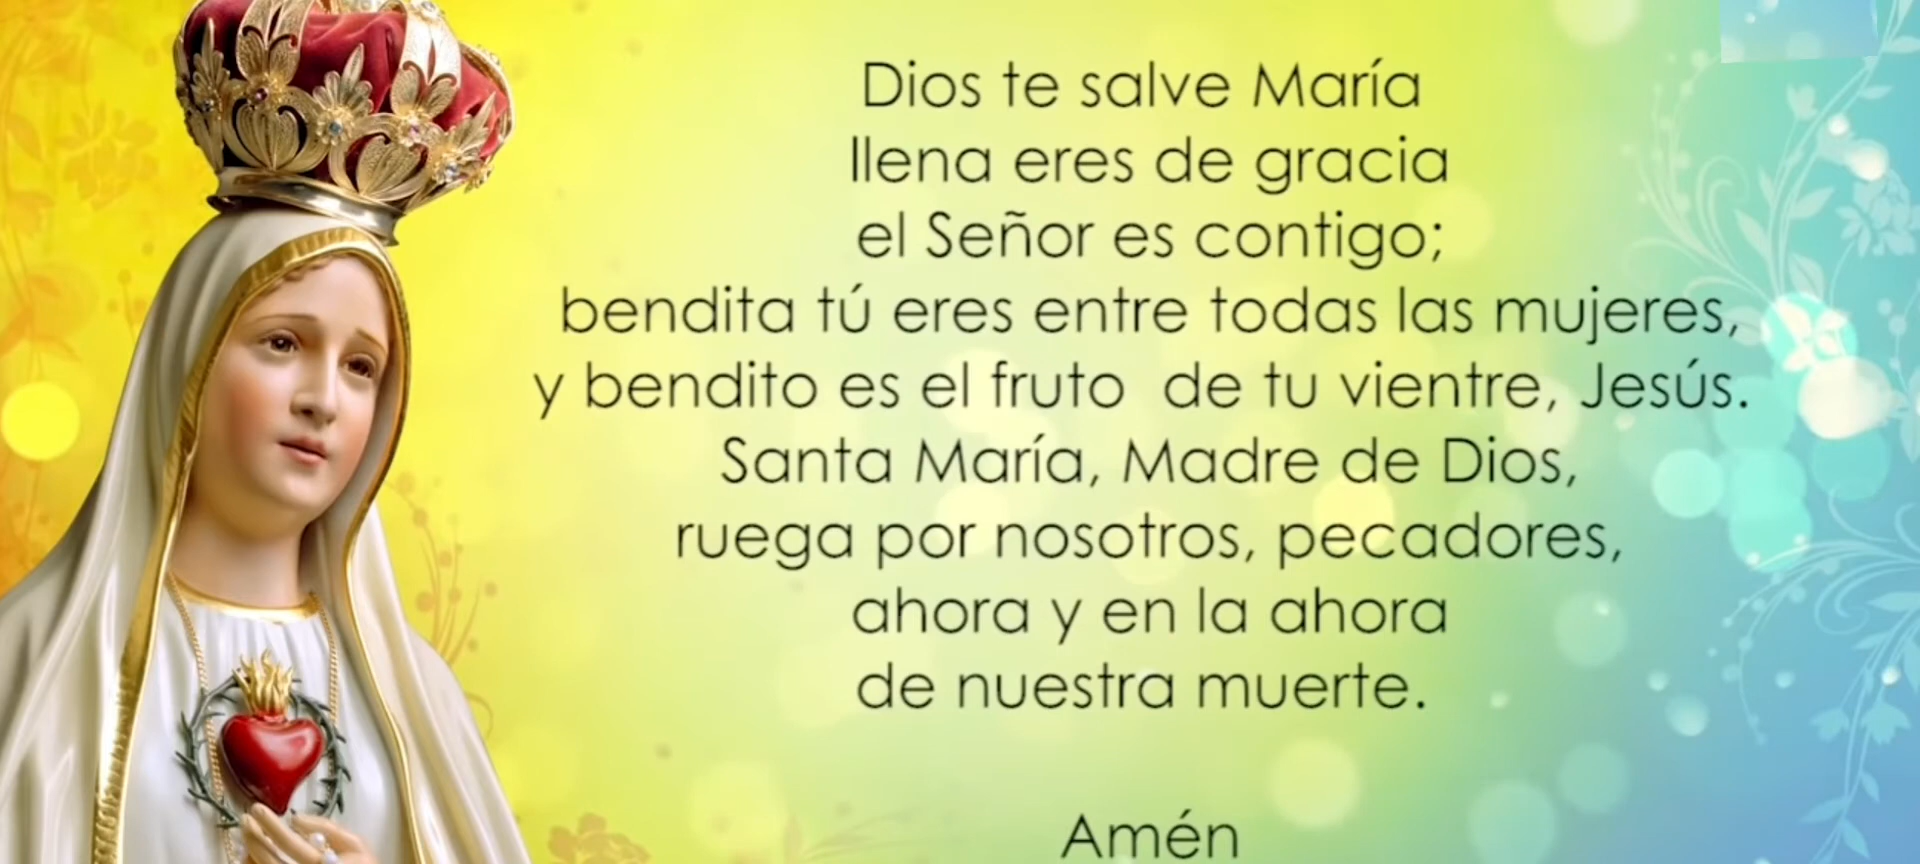 Dios te salve María
llena eres de gracia
el Señor es contigo;
bendita tú eres entre todas las mujeres,
y bendito es el fruto de tu vientre, Jesús.
Santa María, Madre de Dios,
ruega por nosotros, pecadores,
ahora y en la ahora
de nuestra muerte.
Amén